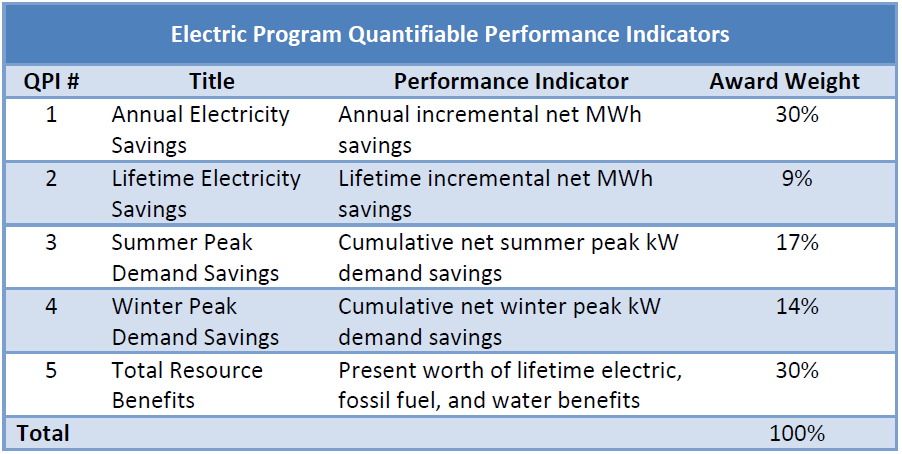 Electric Program Quantifiable Performance Indicators
QPI # Title Performance Indicator Award Weight
1 Annual Electricity Annual incremental net MWh 30%
Savings savings
2 Lifetime Electricity Lifetime incremental net MWh 9%
Savings savings
3 Summer Peak Cumulative net summer peak kW 17%
Demand Savings demand savings
4 Winter Peak Cumulative net winter peak kW 14%
Demand Savings demand savings
5 Total Resource Present worth of lifetime electric, 30%
Benefits fossil fuel, and water benefits
Total 100%